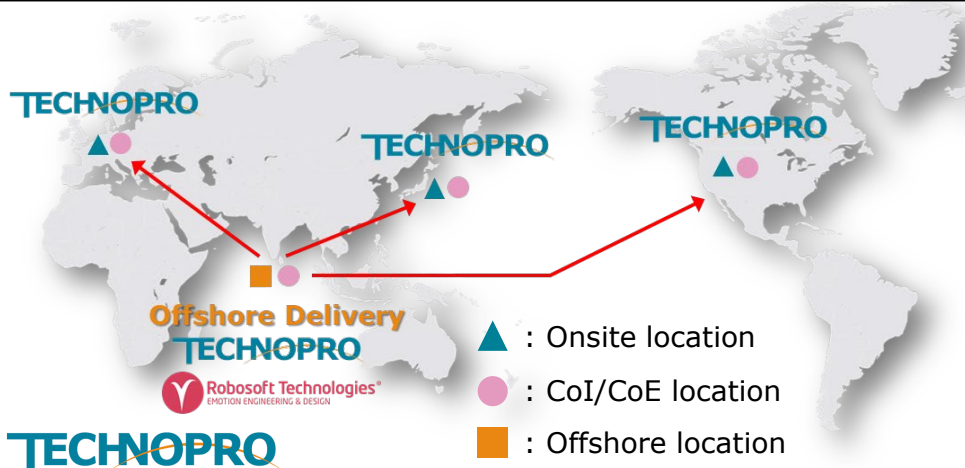 TECHNOPRO
TECHNOPRO
TECHNOPRO
Offshore Delivery
TECHNOPRO
Robosoft Technologies®
EMOTION ENGINEERING & DESIGN
: Onsite location
: CoI/CoE location
: Offshore location
TECHNOPRO